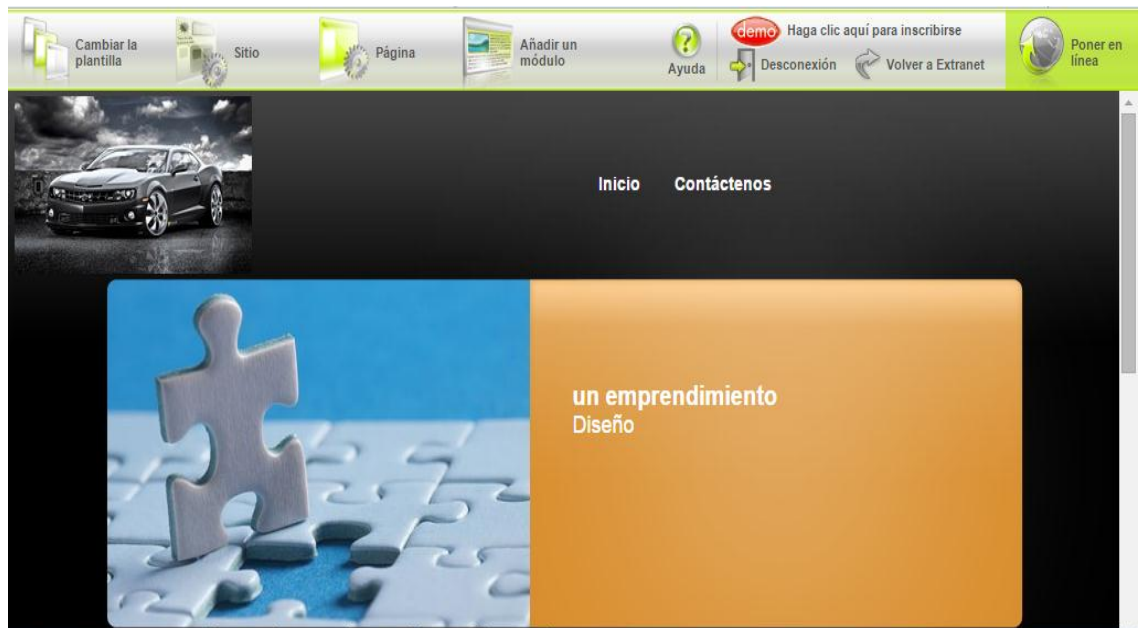 Cambiar la
plantilla
Sitio
Página
Añadir un
módulo
Ayuda
demo Haga clic aquí para inscribirse
Desconexión Volver a Extranet
Poner en
línea
Inicio Contáctenos
un emprendimiento
Diseño